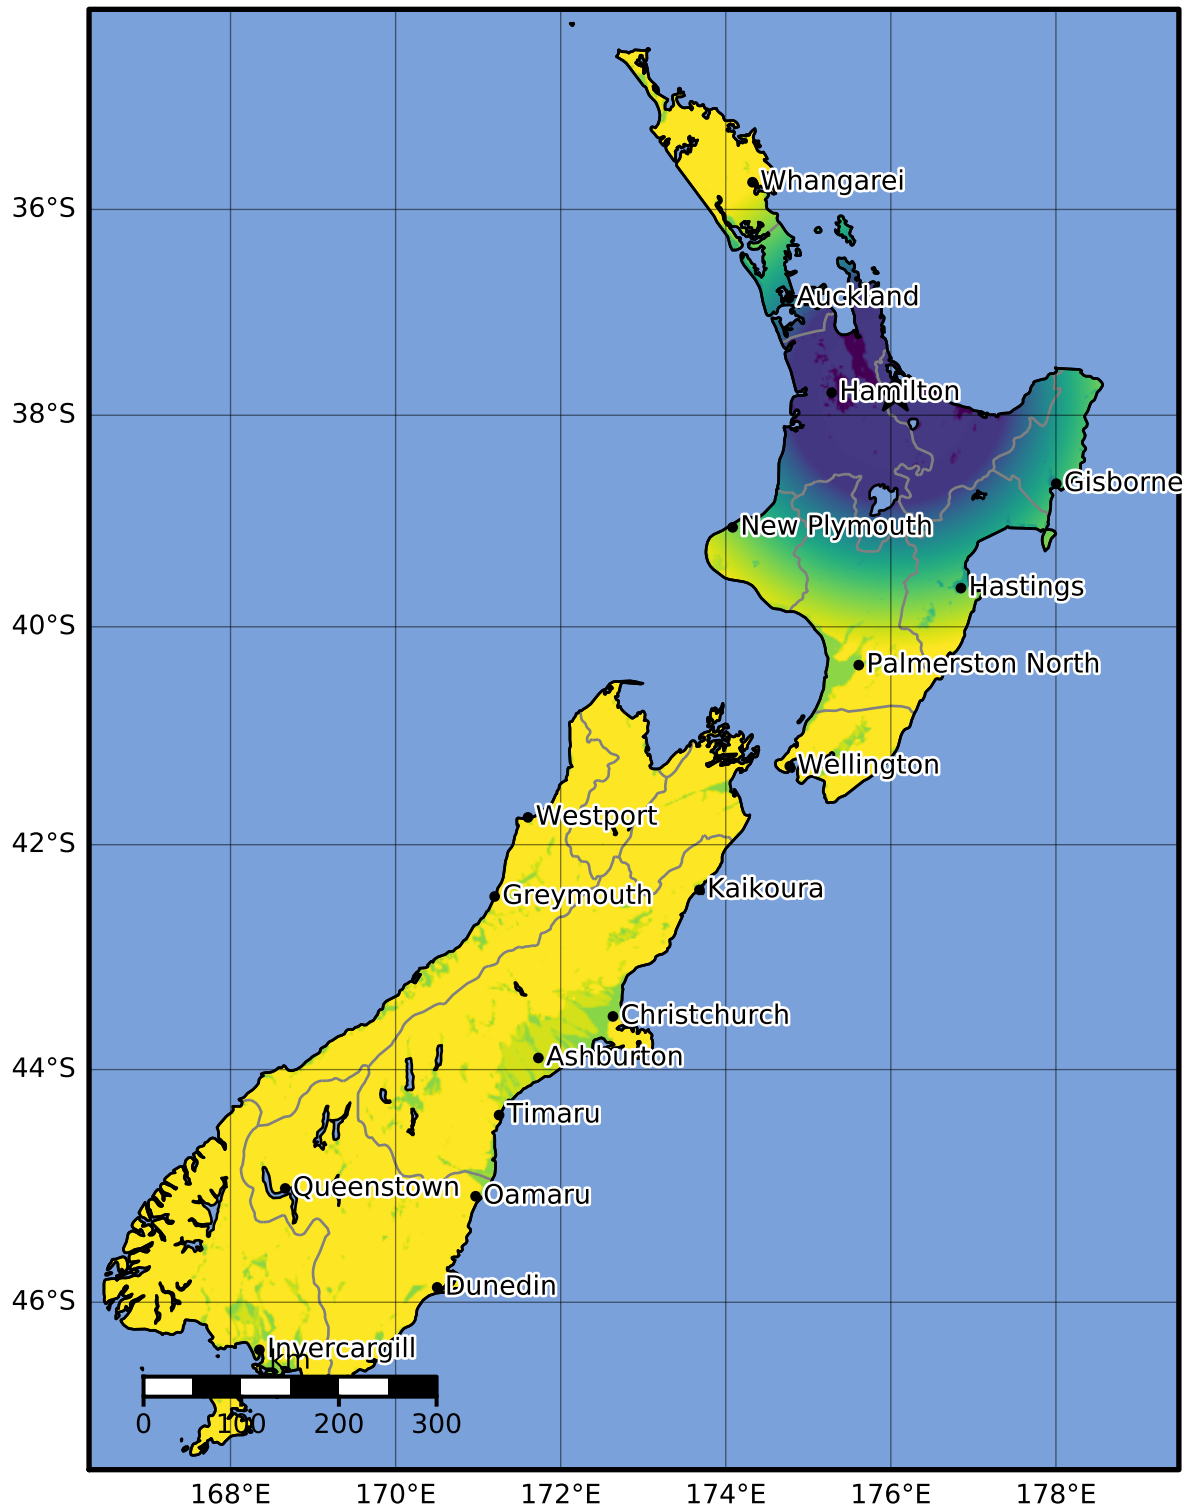 Whangarei
36°S
Auckland
Hamilton
38°S
Gisborne
New Plymouth
Hastings
40°S
Palmerston North
Wellington
Westport
42°S
Kaikoura
Greymouth
Christchurch
Ashburton
44°S
Timaru
Queenstown
Oamaru
Dunedin
46°S
Invercargill
km
0 100 200 300
168°E 170°E 172°E 174°E 176°E 178°E